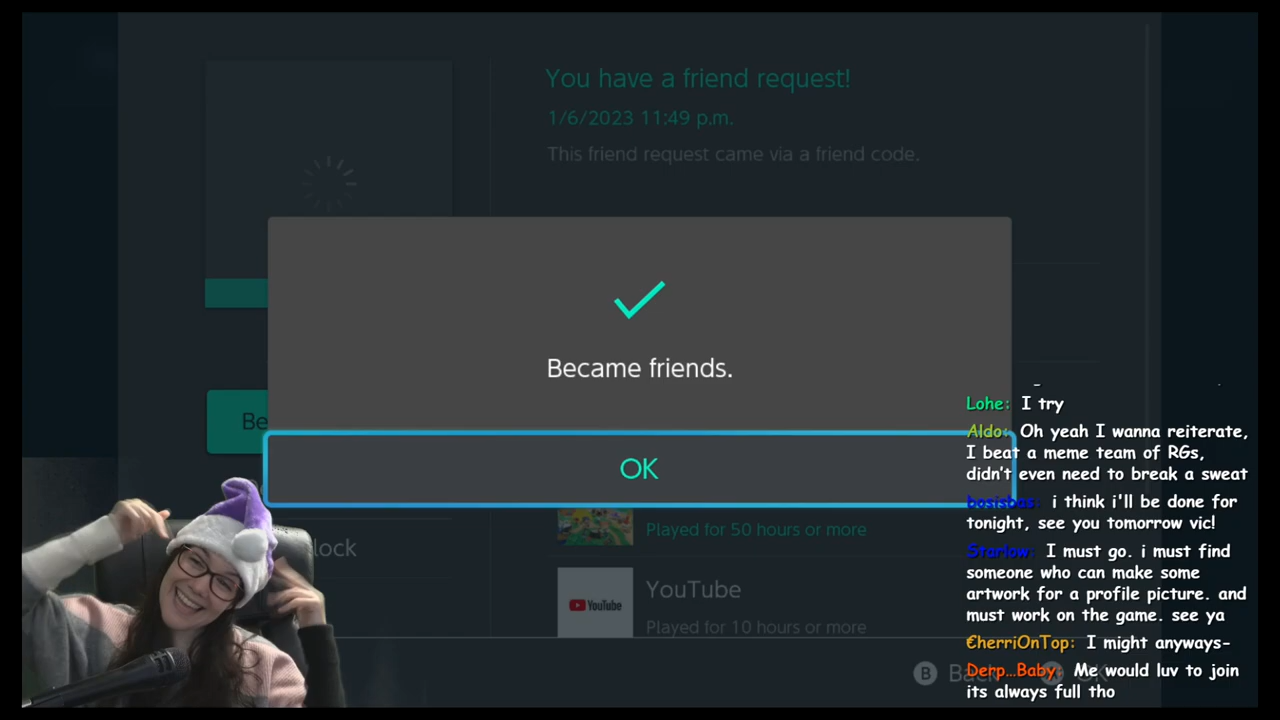 You have a friend request!
1/6/2023 11:49 p.m.
This friend request came via a friend code.
Became friends.
Be
OK
lock
Played for 50 hours or more
YouTube
YouTube
Played for 10 hours or more
B Back
OK
Lohe: I try
Aldo: Oh yeah I wanna reiterate,
I beat a meme team of RGs,
didn't even need to break a sweat
bosisbas: i think i'll be done for
tonight, see you tomorrow vic!
Starlow: I must go. i must find
someone who can make some
artwork for a profile picture. and
must work on the game. see ya
€herriOnTop: I might anyways-
Derp...Baby: Me would luv to join
its always full tho